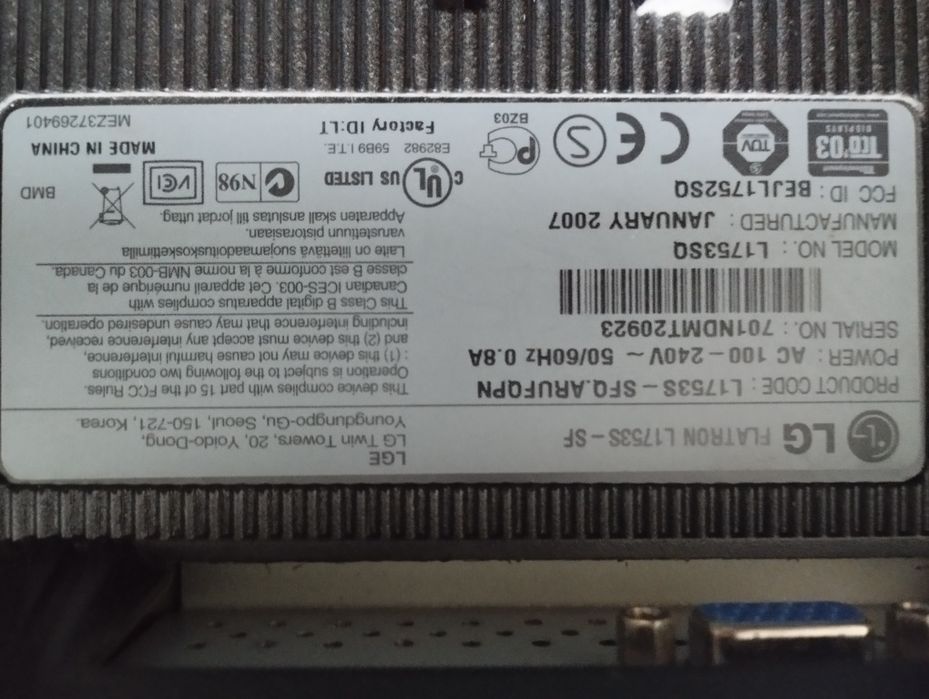 LG FLATRON L1753S-SF
PRODUCT CODE : L1753S-SFQ.ARUFQPN
POWER : AC 100-240V ~ 50/60Hz 0.8A
SERIAL NO. : 701NDMT20923
MODEL NO. : L1753SQ
MANUFACTURED : JANUARY 2007
FCC ID : BEJL1752SQ
TCO'03
DISPLAYS
TÜV
CE
S
BZ03
LGE
LG Twin Towers, 20, Yoido-Dong,
Youngdungpo-Gu, Seoul, 150-721, Korea.
This device complies with part 15 of the FCC Rules.
Operation is subject to the following two conditions
: (1) this device may not cause harmful interference,
and (2) this device must accept any interference received,
including interference that may cause undesired operation.
This Class B digital apparatus complies with
Canadian ICES-003. Cet appareil numérique de la
classe B est conforme à la norme NMB-003 du Canada.
Laite on liitettävä suojamaadoituskoskettimilla
varustettuun pistorasiaan.
Apparaten skall anslutas till jordat uttag.
C UL US LISTED
N98
VCI
BMD
E82982 59B9 I.T.E.
MADE IN CHINA
Factory ID:LT
MEZ37269401